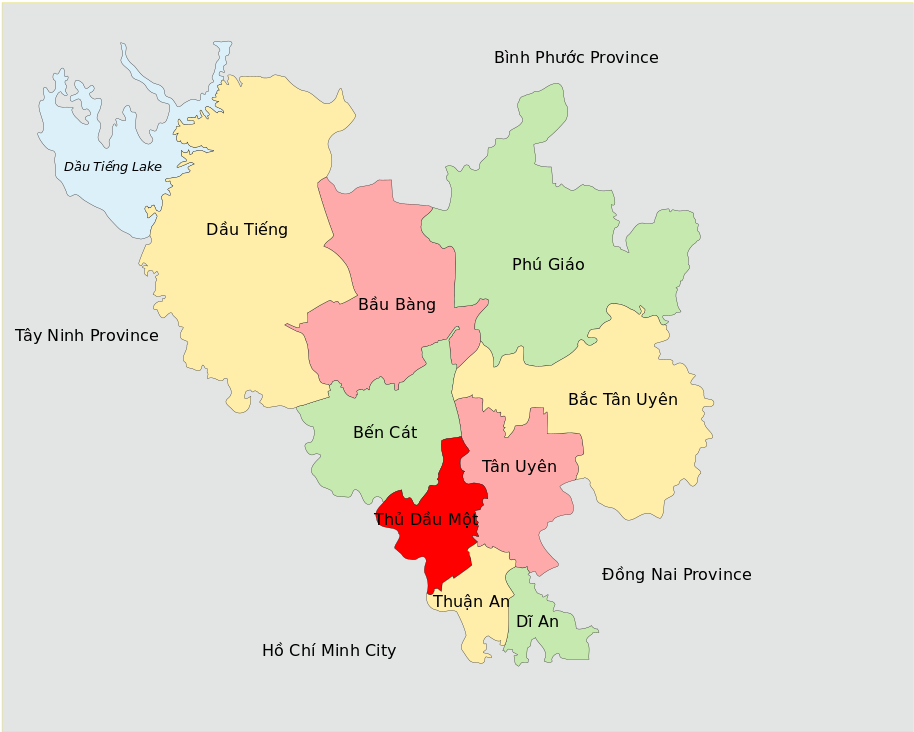 Bình Phước Province
Dầu Tiếng Lake
Dầu Tiếng
Phú Giáo
Bầu Bàng
Tây Ninh Province
Bắc Tân Uyên
Bến Cát
Tân Uyên
Thủ Dầu Một
Đồng Nai Province
Thuận An
Dĩ An
Hồ Chí Minh City